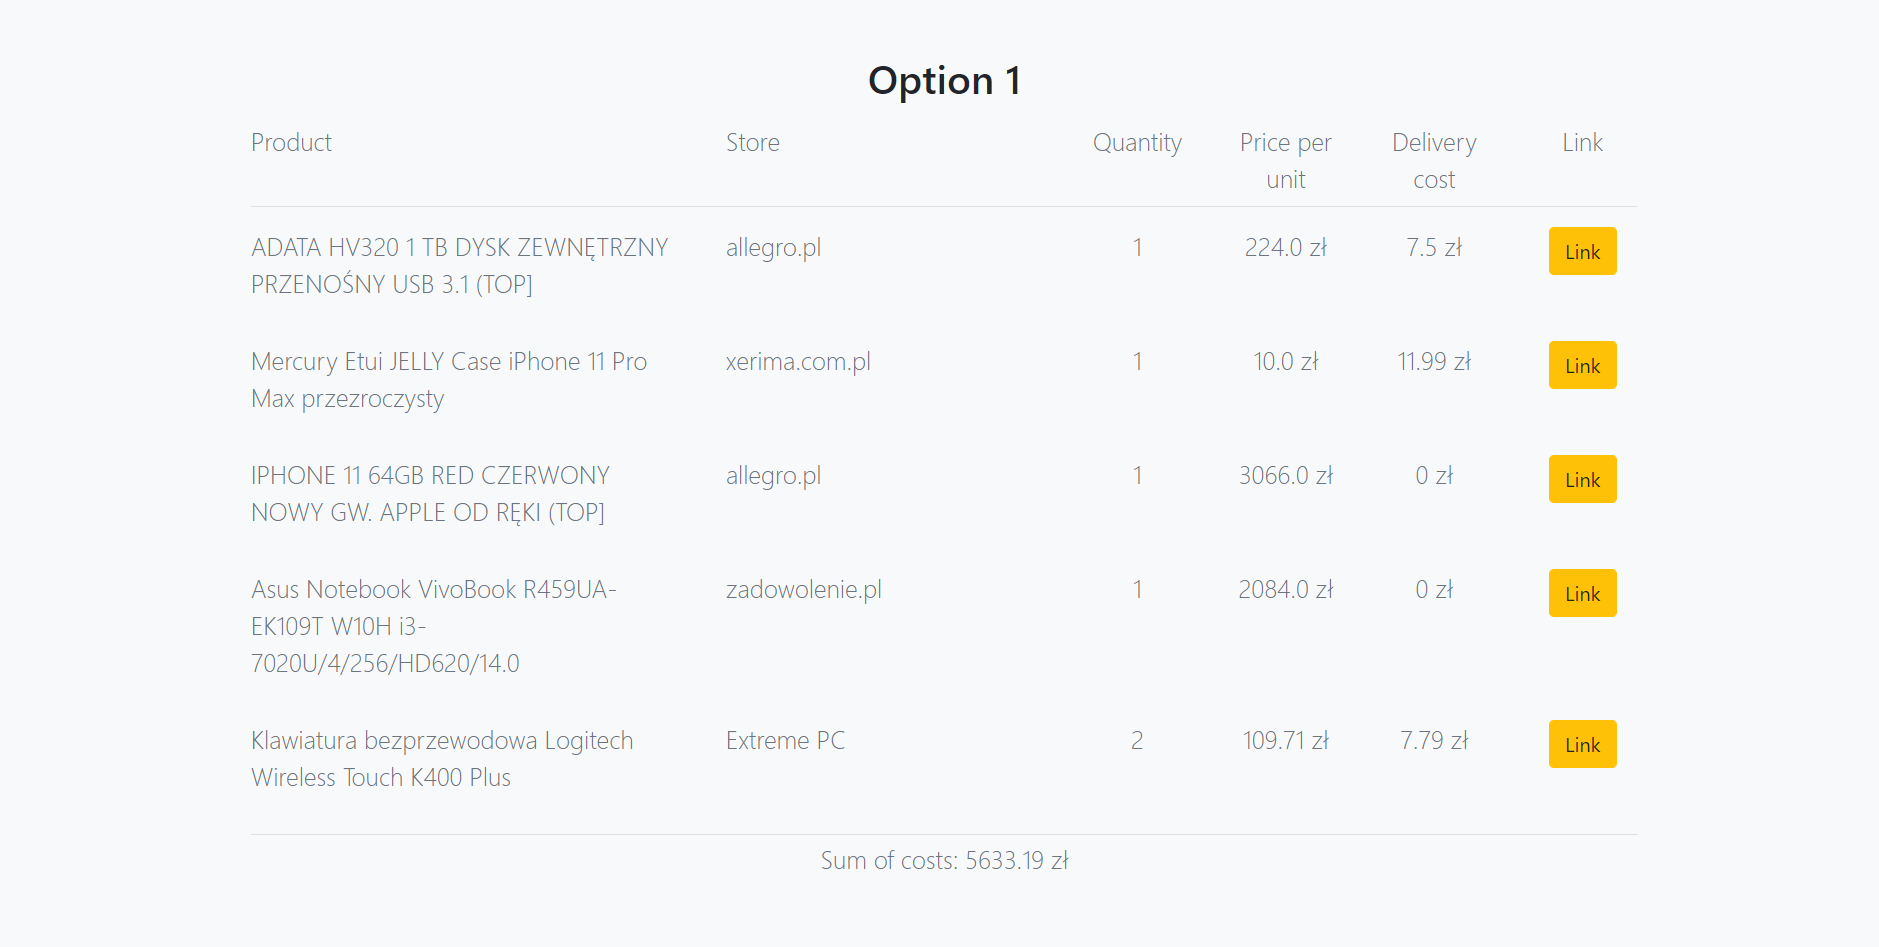 Option 1
Product Store Quantity Price per unit Delivery cost Link
ADATA HV320 1 TB DYSK ZEWNĘTRZNY allegro.pl 1 224.0 zł 7.5 zł Link
PRZENOŚNY USB 3.1 (TOP]
Mercury Etui JELLY Case iPhone 11 Pro xerima.com.pl 1 10.0 zł 11.99 zł Link
Max przezroczysty
IPHONE 11 64GB RED CZERWONY allegro.pl 1 3066.0 zł 0 zł Link
NOWY GW. APPLE OD RĘKI (TOP]
Asus Notebook VivoBook R459UA- zadowolenie.pl 1 2084.0 zł 0 zł Link
EK109T W10H i3-
7020U/4/256/HD620/14.0
Klawiatura bezprzewodowa Logitech Extreme PC 2 109.71 zł 7.79 zł Link
Wireless Touch K400 Plus
Sum of costs: 5633.19 zł